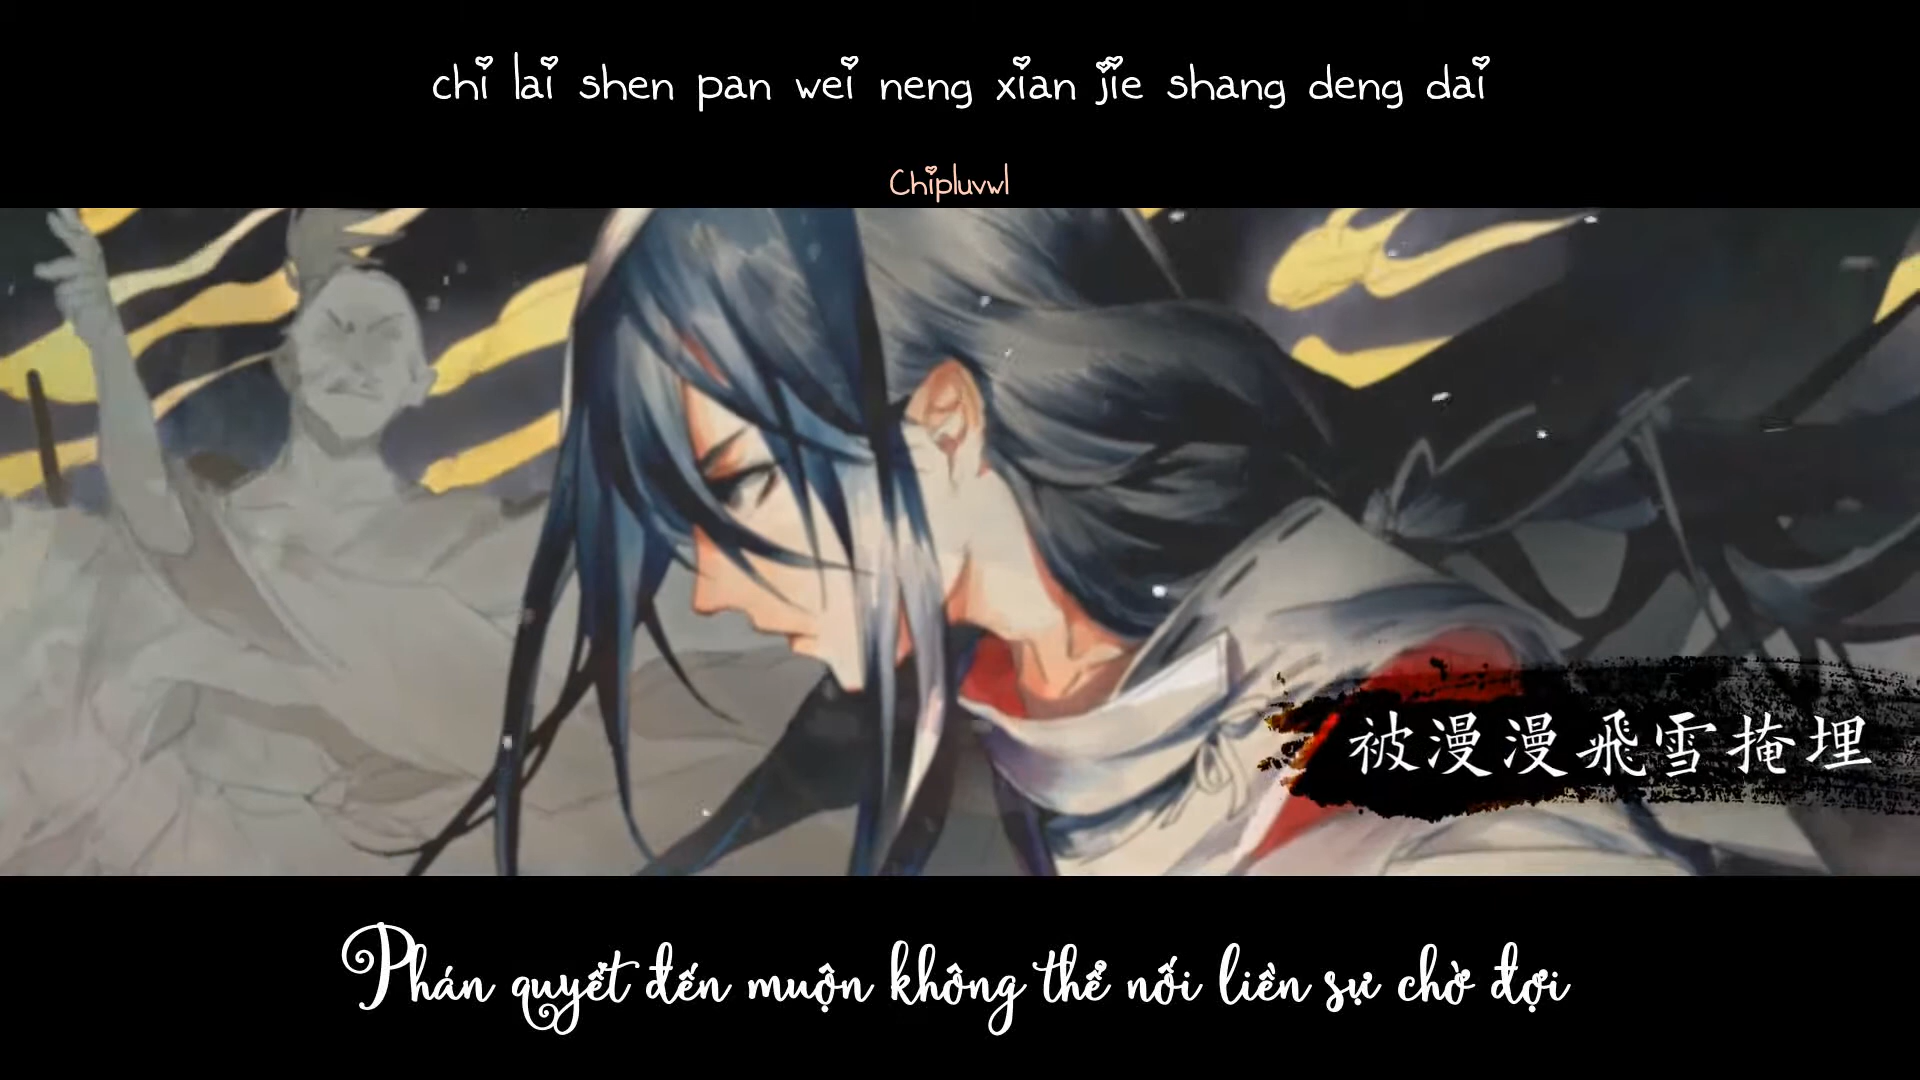 chi lai shen pan wei neng xian jie shang deng dai
Chipluvwl
被漫漫飛雪掩埋
Phán quyết đến muộn không thể nối liền sự chờ đợi